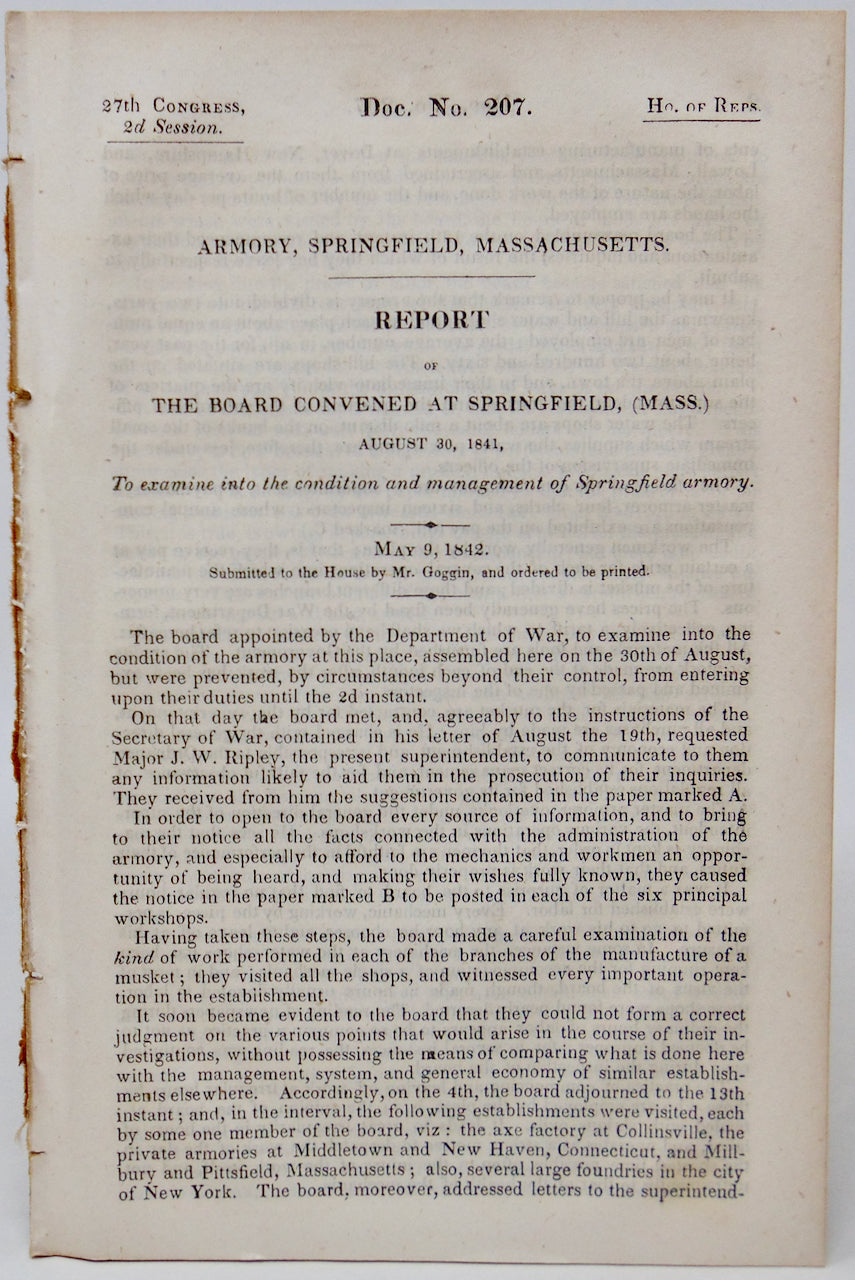 27th Congress,
2d Session.
Doc. No. 207.
Ho. of Reps.
ARMORY, SPRINGFIELD, MASSACHUSETTS.
REPORT
OF
THE BOARD CONVENED AT SPRINGFIELD, (MASS.)
AUGUST 30, 1841,
To examine into the condition and management of Springfield armory.
May 9, 1842.
Submitted to the House by Mr. Goggin, and ordered to be printed.
The board appointed by the Department of War, to examine into the
condition of the armory at this place, assembled here on the 30th of August,
but were prevented, by circumstances beyond their control, from entering
upon their duties until the 2d instant.
On that day the board met, and, agreeably to the instructions of the
Secretary of War, contained in his letter of August the 19th, requested
Major J. W. Ripley, the present superintendent, to communicate to them
any information likely to aid them in the prosecution of their inquiries.
They received from him the suggestions contained in the paper marked A.
In order to open to the board every source of information, and to bring
to their notice all the facts connected with the administration of the
armory, and especially to afford to the mechanics and workmen an oppor-
tunity of being heard, and making their wishes fully known, they caused
the notice in the paper marked B to be posted in each of the six principal
workshops.
Having taken these steps, the board made a careful examination of the
kind of work performed in each of the branches of the manufacture of a
musket; they visited all the shops, and witnessed every important opera-
tion in the establishment.
It soon became evident to the board that they could not form a correct
judgment on the various points that would arise in the course of their in-
vestigations, without possessing the means of comparing what is done here
with the management, system, and general economy of similar establish-
ments elsewhere. Accordingly, on the 4th, the board adjourned to the 13th
instant; and, in the interval, the following establishments were visited, each
by some one member of the board, viz: the axe factory at Collinsville, the
private armories at Middletown and New Haven, Connecticut, and Mill-
bury and Pittsfield, Massachusetts; also, several large foundries in the city
of New York. The board, moreover, addressed letters to the superintend-